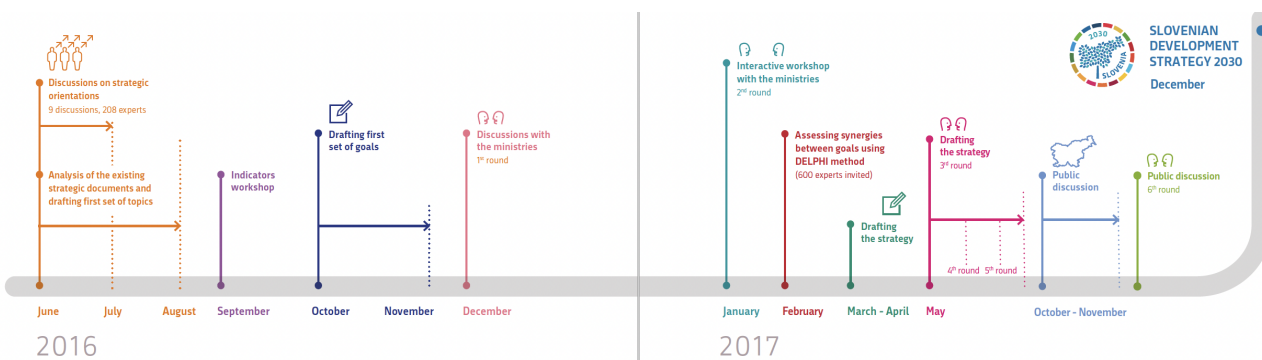 Discussions on strategic
orientations
9 discussions, 208 experts
Analysis of the existing
strategic documents and
drafting first set of topics
Indicators
workshop
Drafting first
set of goals
Discussions with
the ministries
1st round
June
July
August
September
October
November
December
2016
Interactive workshop
with the ministries
2nd round
Assessing synergies
between goals using
DELPHI method
(600 experts invited)
Drafting
the strategy
Drafting
the strategy
3rd round
4th round
5th round
Public
discussion
Public discussion
6th round
2030
SLOVENIA
SLOVENIAN
DEVELOPMENT
STRATEGY 2030
December
January
February
March - April
May
October - November
2017